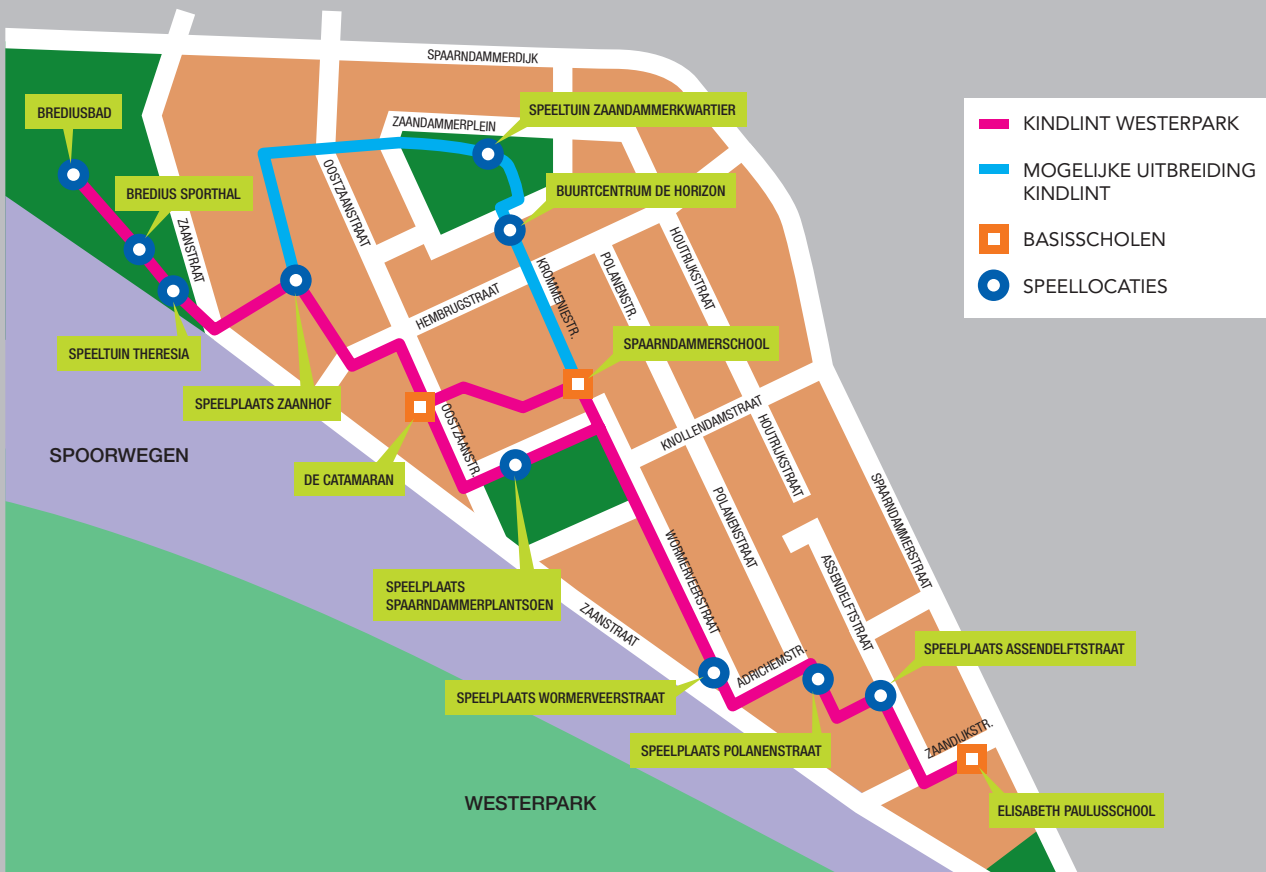 SPAARNDAMMERDIJK
BREDIUSBAD
SPEELTUIN ZAANDAMMERKWARTIER
ZAANDAMMERPLEIN
KINDLINT WESTERPARK
MOGELIJKE UITBREIDING
KINDLINT
BASISSCHOLEN
SPEELLOCATIES
BREDIUS SPORTHAL
OOSTZAANSTRAAT
BUURTCENTRUM DE HORIZON
ZAANSTRAAT
HOUTRIJKSTRAAT
POLANENSTR.
KROMMENIESTR.
HEMBRUGSTRAAT
SPEELTUIN THERESIA
SPAARNDAMMERSCHOOL
SPEELPLAATS ZAANHOF
KNOLLENDAMSTRAAT
OOSTZAANSTR.
HOUTRIJKSTRAAT
SPOORWEGEN
DE CATAMARAN
SPAARNDAMMERSTRAAT
POLANENSTRAAT
WORMERVEERSTRAAT
ASSENDELFTSTRAAT
SPEELPLAATS
SPAARNDAMMERPLANTSOEN
ZAANSTRAAT
SPEELPLAATS ASSENDELFTSTRAAT
ADRICHEMSTR.
SPEELPLAATS WORMERVEERSTRAAT
SPEELPLAATS POLANENSTRAAT
ZAANDIJKSTR.
WESTERPARK
ELISABETH PAULUSSCHOOL